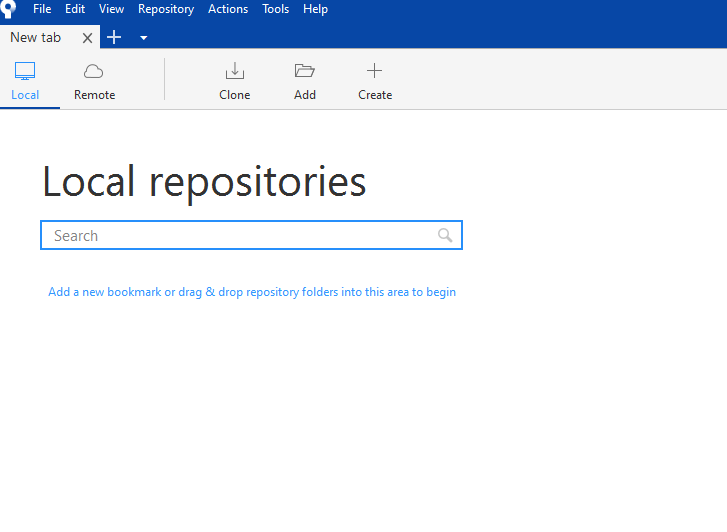 File Edit View Repository Actions Tools Help
New tab
Local Remote Clone Add Create
Local repositories
Search
Add a new bookmark or drag & drop repository folders into this area to begin